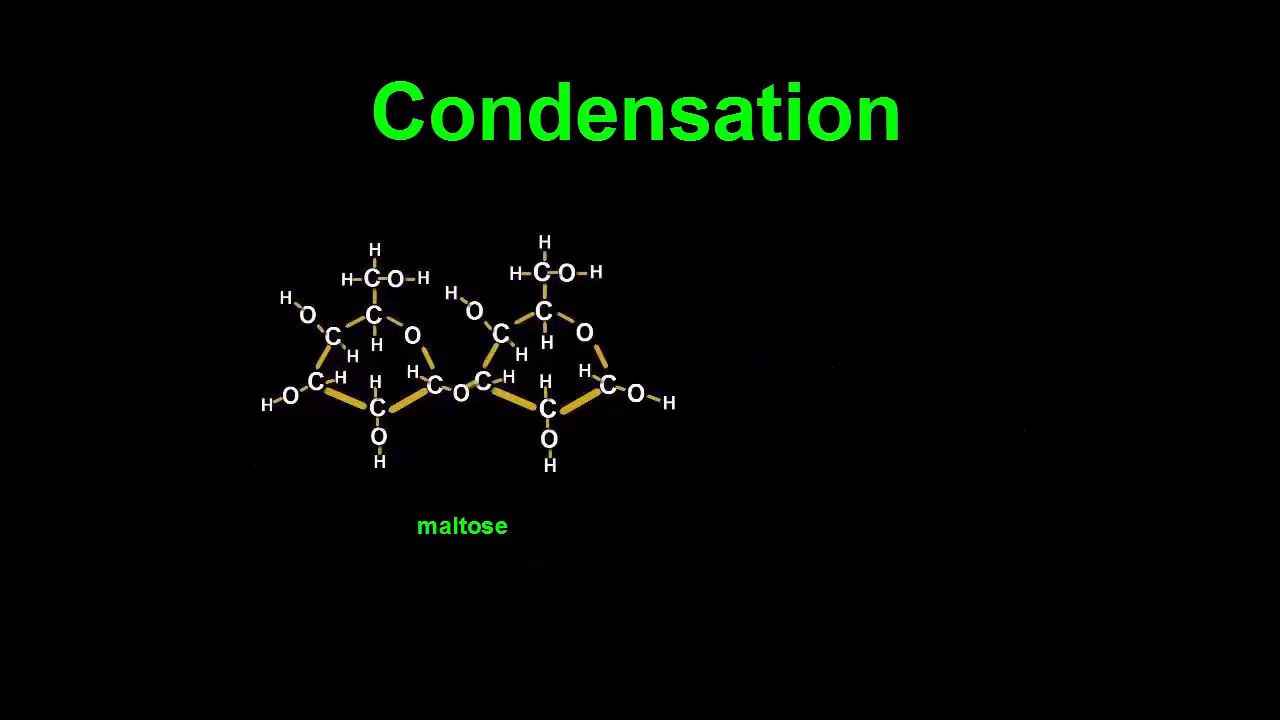 Condensation
H H
H C O H H C O H
H H
O C O O C O
C H H C H H
H O C H H H C O C H H H C O H
C C
O O
H H
maltose